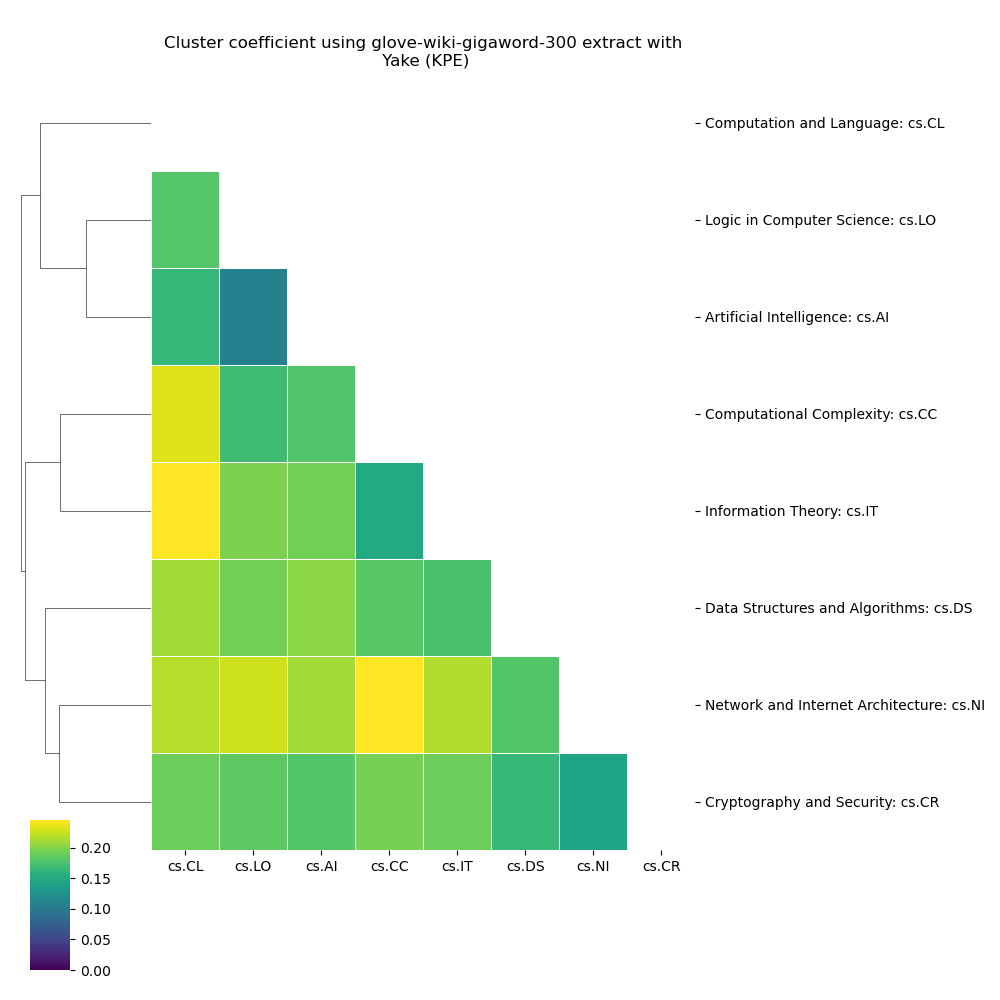 Cluster coefficient using glove-wiki-gigaword-300 extract with
Yake (KPE)
Computation and Language: cs.CL
Logic in Computer Science: cs.LO
Artificial Intelligence: cs.AI
Computational Complexity: cs.CC
Information Theory: cs.IT
Data Structures and Algorithms: cs.DS
Network and Internet Architecture: cs.NI
Cryptography and Security: cs.CR
cs.CL cs.LO cs.AI cs.CC cs.IT cs.DS cs.NI cs.CR
0.20
0.15
0.10
0.05
0.00